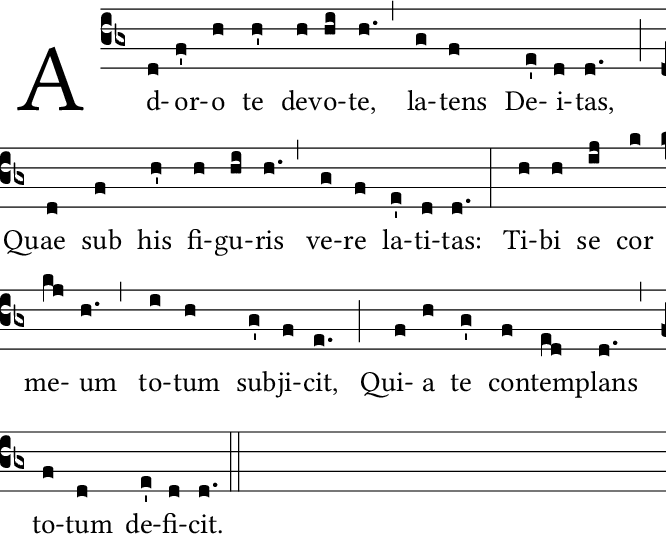 Ad-or-o te devo-te, la-tens De-i-tas,
Quae sub his fi-gu-ris ve-re la-ti-tas: Ti-bi se cor
me-um to-tum subji-cit, Qui-a te contemplans
to-tum de-fi-cit.